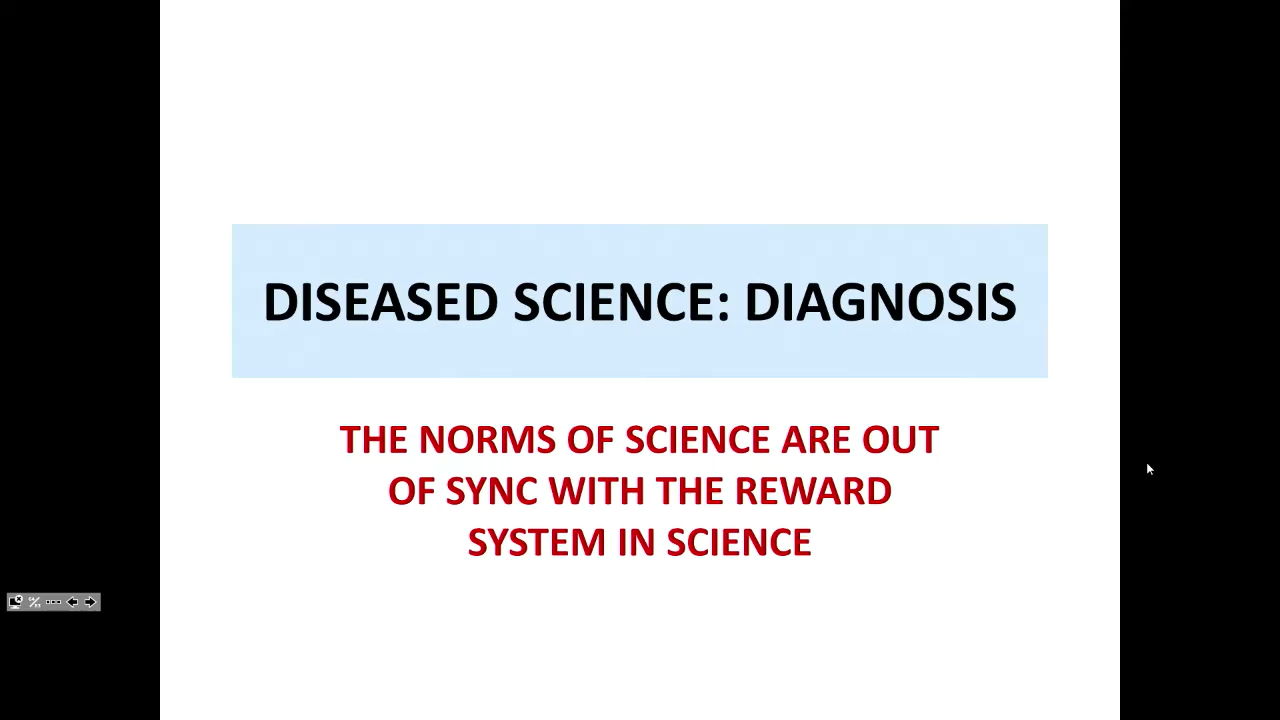 DISEASED SCIENCE: DIAGNOSIS
THE NORMS OF SCIENCE ARE OUT
OF SYNC WITH THE REWARD
SYSTEM IN SCIENCE